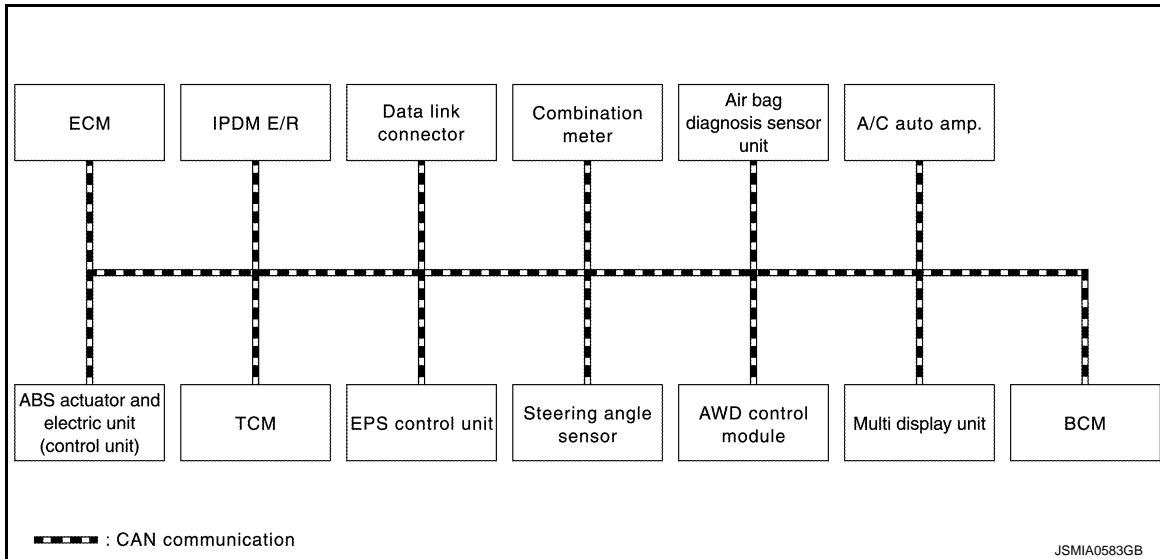 ECM
IPDM E/R
Data link
connector
Combination
meter
Air bag
diagnosis sensor
unit
A/C auto amp.
ABS actuator and
electric unit
(control unit)
TCM
EPS control unit
Steering angle
sensor
AWD control
module
Multi display unit
BCM
: CAN communication
JSMIA0583GB